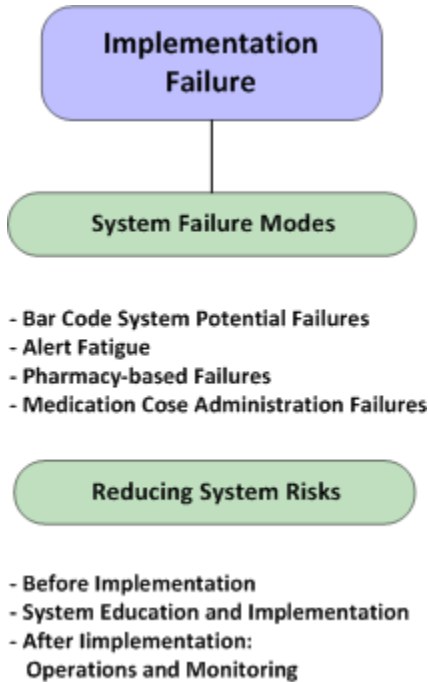 Implementation
Failure
System Failure Modes
- Bar Code System Potential Failures
- Alert Fatigue
- Pharmacy-based Failures
- Medication Cose Administration Failures
Reducing System Risks
- Before Implementation
- System Education and Implementation
- After Iimplementation:
Operations and Monitoring